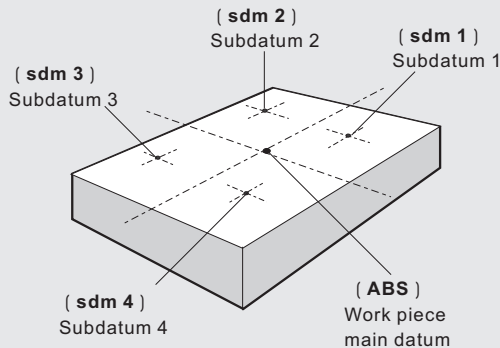 ( sdm 2 )
Subdatum 2
( sdm 1 )
Subdatum 1
( sdm 3 )
Subdatum 3
( sdm 4 )
Subdatum 4
( ABS )
Work piece
main datum